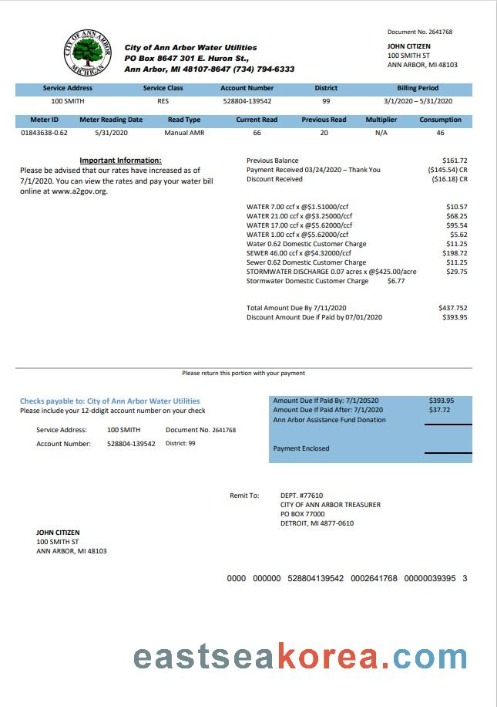 Document No. 2641768
CITY OF ANN ARBOR
MICHIGAN
City of Ann Arbor Water Utilities
PO Box 8647 301 E. Huron St.,
Ann Arbor, MI 48107-8647 (734) 794-6333
JOHN CITIZEN
100 SMITH ST
ANN ARBOR, MI 48103
Service Address Service Class Account Number District Billing Period
100 SMITH RES 528804-139542 99 3/1/2020 – 5/31/2020
Meter ID Meter Reading Date Read Type Current Read Previous Read Multiplier Consumption
01843638-0.62 5/31/2020 Manual AMR 66 20 N/A 46
Important Information:
Please be advised that our rates have increased as of
7/1/2020. You can view the rates and pay your water bill
online at www.a2gov.org.
Previous Balance $161.72
Payment Received 03/24/2020 – Thank You ($145.54) CR
Discount Received ($16.18) CR
WATER 7.00 ccf x @$1.51000/ccf $10.57
WATER 21.00 ccf x @$3.25000/ccf $68.25
WATER 17.00 ccf x @$5.62000/ccf $95.54
WATER 1.00 ccf x @$5.62000/ccf $5.62
Water 0.62 Domestic Customer Charge $11.25
SEWER 46.00 ccf x @$4.32000/ccf $198.72
Sewer 0.62 Domestic Customer Charge $11.25
STORMWATER DISCHARGE 0.07 acres x @$425.00/acre $29.75
Stormwater Domestic Customer Charge $6.77
Total Amount Due By 7/11/2020 $437.752
Discount Amount Due if Paid by 07/01/2020 $393.95
Please return this portion with your payment
Checks payable to: City of Ann Arbor Water Utilities
Please include your 12-ddigit account number on your check
Service Address: 100 SMITH Document No. 2641768
Account Number: 528804-139542 District: 99
Amount Due If Paid By: 7/1/20520 $393.95
Amount Due If Paid After: 7/1/2020 $37.72
Ann Arbor Assistance Fund Donation
Payment Enclosed
Remit To: DEPT. #77610
CITY OF ANN ARBOR TREASURER
PO BOX 77000
DETROIT, MI 4877-0610
JOHN CITIZEN
100 SMITH ST
ANN ARBOR, MI 48103
0000 000000 528804139542 0002641768 00000039395 3
eastseakorea.com